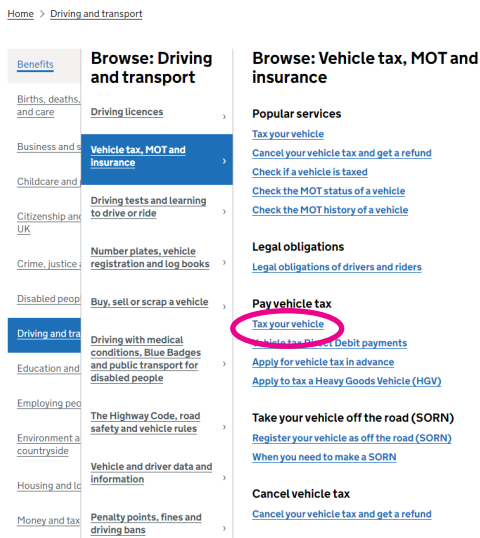 Home > Driving and transport
Benefits
Births, deaths,
and care
Business and s
Childcare and
Citizenship and
UK
Crime, justice
Disabled peop
Driving and tra
Education and
Employing peo
Environment a
countryside
Housing and lo
Money and tax
Browse: Driving
and transport
Driving licences
Vehicle tax, MOT and
insurance
Driving tests and learning
to drive or ride
Number plates, vehicle
registration and log books
Buy, sell or scrap a vehicle
Driving with medical
conditions, Blue Badges
and public transport for
disabled people
The Highway Code, road
safety and vehicle rules
Vehicle and driver data and
information
Penalty points, fines and
driving bans
Browse: Vehicle tax, MOT and
insurance
Popular services
Tax your vehicle
Cancel your vehicle tax and get a refund
Check if a vehicle is taxed
Check the MOT status of a vehicle
Check the MOT history of a vehicle
Legal obligations
Legal obligations of drivers and riders
Pay vehicle tax
Tax your vehicle
Vehicle tax Direct Debit payments
Apply for vehicle tax in advance
Apply to tax a Heavy Goods Vehicle (HGV)
Take your vehicle off the road (SORN)
Register your vehicle as off the road (SORN)
When you need to make a SORN
Cancel vehicle tax
Cancel your vehicle tax and get a refund